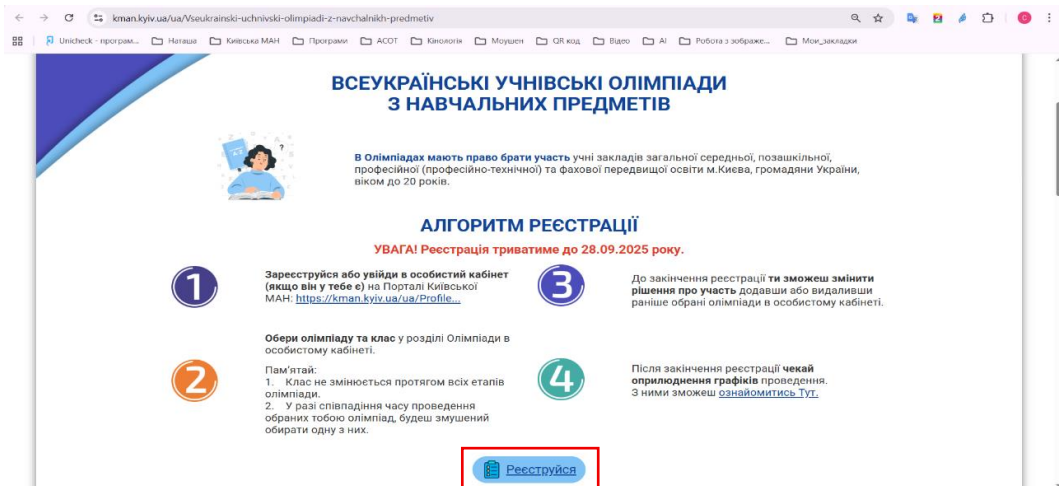 kman.kyiv.ua/ua/Vseukrainski-uchnivski-olimpiadi-z-navchalnikh-predmetiv
Unicheck - програм... Наташа Київська МАН Програми АСОТ Кінологія Моушен QR код Відео AI Робота з зображе... Мои_закладки
ВСЕУКРАЇНСЬКІ УЧНІВСЬКІ ОЛІМПІАДИ
З НАВЧАЛЬНИХ ПРЕДМЕТІВ
В Олімпіадах мають право брати участь учні закладів загальної середньої, позашкільної,
професійної (професійно-технічної) та фахової передвищої освіти м.Києва, громадяни України,
віком до 20 років.
АЛГОРИТМ РЕЄСТРАЦІЇ
УВАГА! Реєстрація триватиме до 28.09.2025 року.
1
Зареєструйся або увійди в особистий кабінет
(якщо він у тебе є) на Порталі Київської
МАН: https://kman.kyiv.ua/ua/Profile...
3
До закінчення реєстрації ти зможеш змінити
рішення про участь додавши або видаливши
раніше обрані олімпіади в особистому кабінеті.
2
Обери олімпіаду та клас у розділі Олімпіади в
особистому кабінеті.
Пам'ятай:
1. Клас не змінюється протягом всіх етапів
олімпіади.
2. У разі співпадіння часу проведення
обраних тобою олімпіад, будеш змушений
обирати одну з них.
4
Після закінчення реєстрації чекай
оприлюднення графіків проведення.
З ними зможеш ознайомитись Тут.
Реєструйся